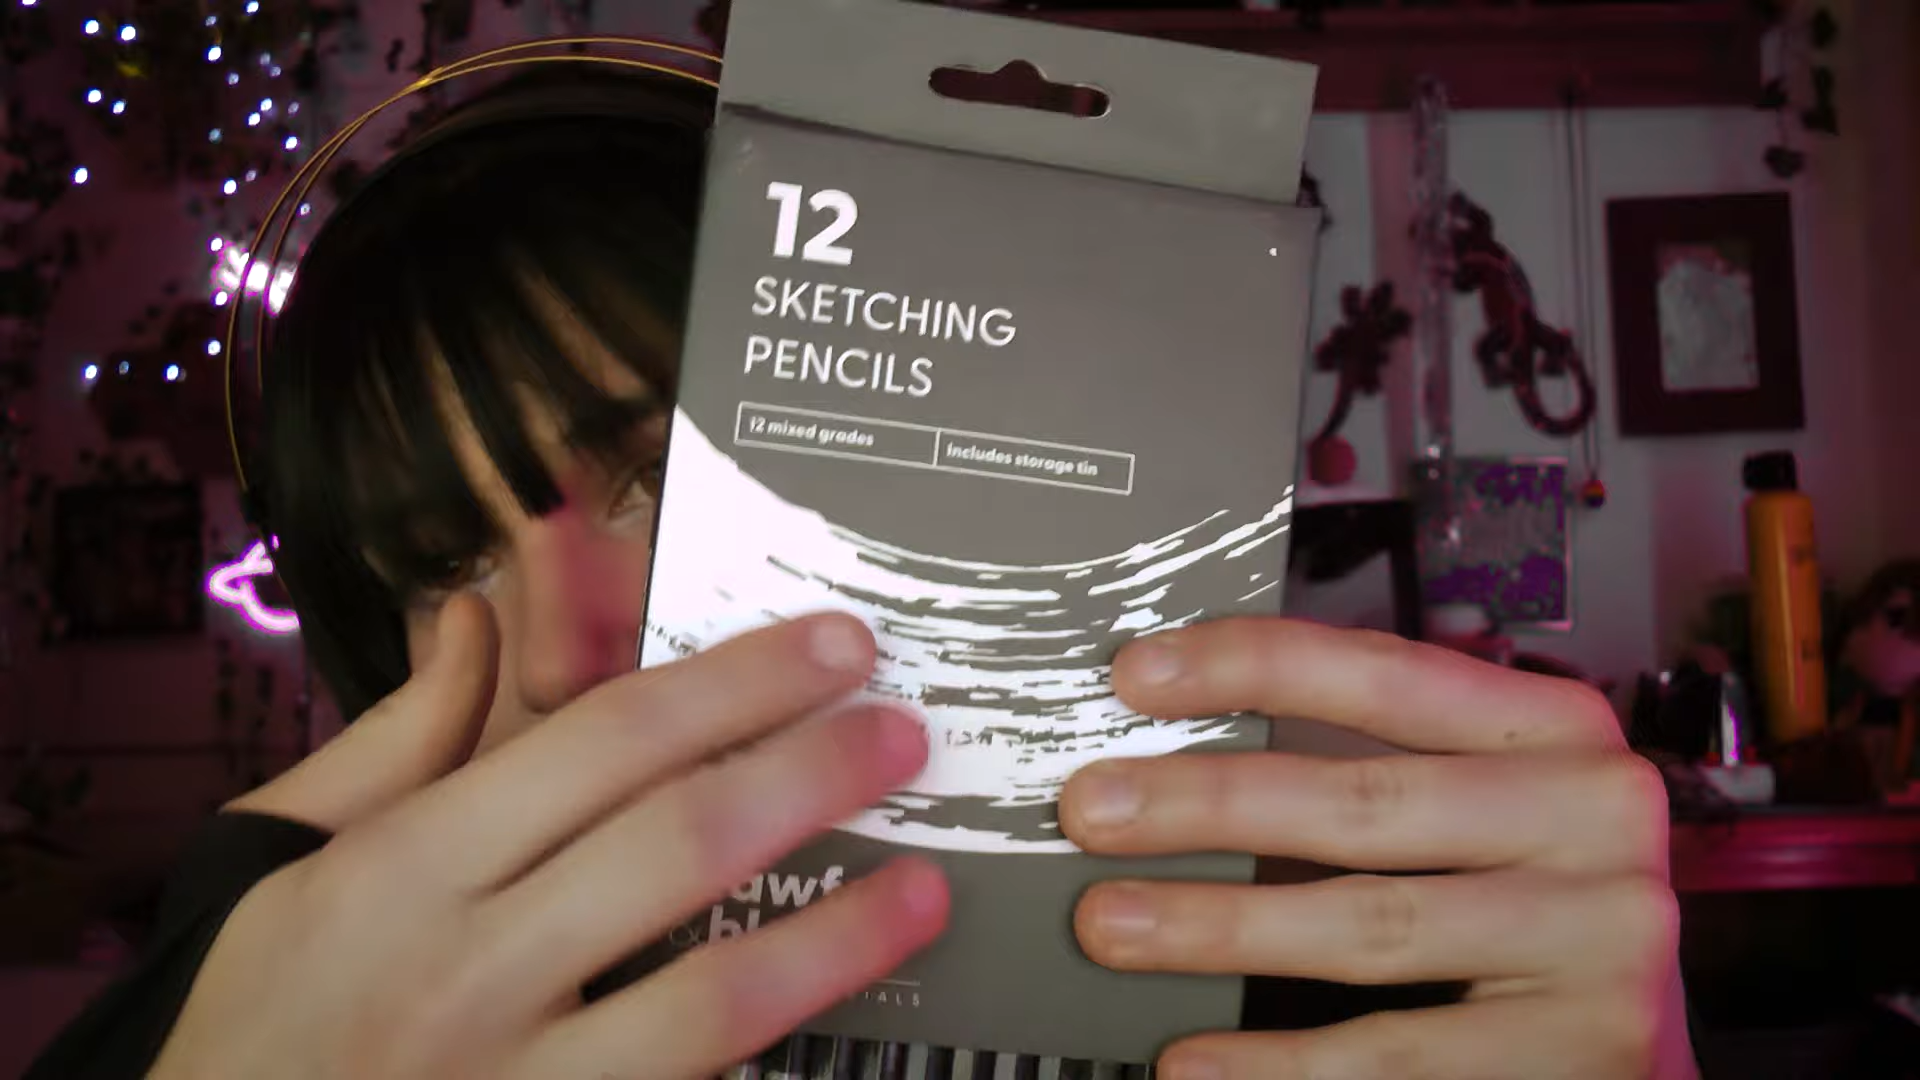 12
SKETCHING
PENCILS
12 mixed grades
Includes storage tin